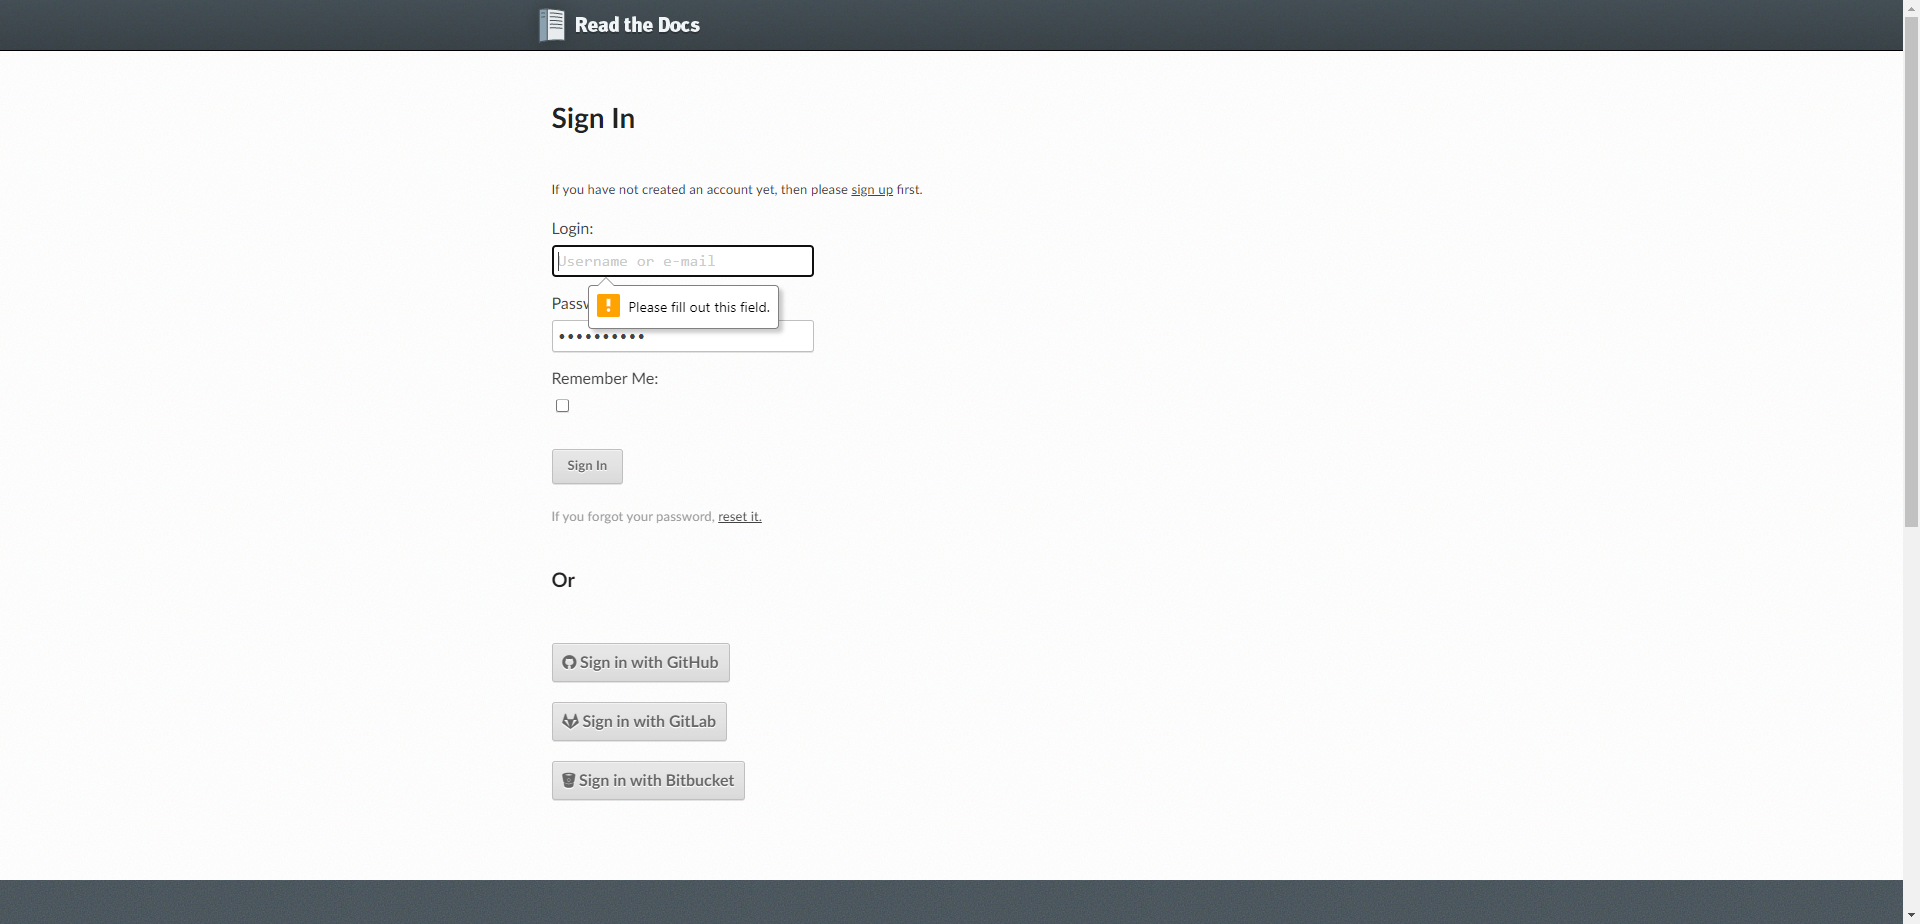 Read the Docs
Sign In
If you have not created an account yet, then please sign up first.
Login:
Username or e-mail
Please fill out this field.
••••••••••
Remember Me:
Sign In
If you forgot your password, reset it.
Or
Sign in with GitHub
Sign in with GitLab
Sign in with Bitbucket